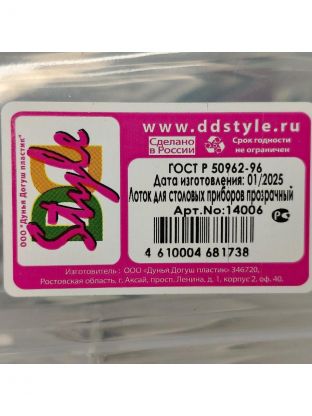 ООО "Дунья Догуш пластик"
DD Style
www.ddstyle.ru
Сделано
в России
Срок годности
не ограничен
ГОСТ Р 50962-96
Дата изготовления: 01/2025
Лоток для столовых приборов прозрачный
Арт.No:14006
РС
4 610004 681738
Изготовитель : ООО «Дунья Догуш пластик» 346720,
Ростовская область, г. Аксай, просп. Ленина, д. 1, корпус 2, оф. 40.